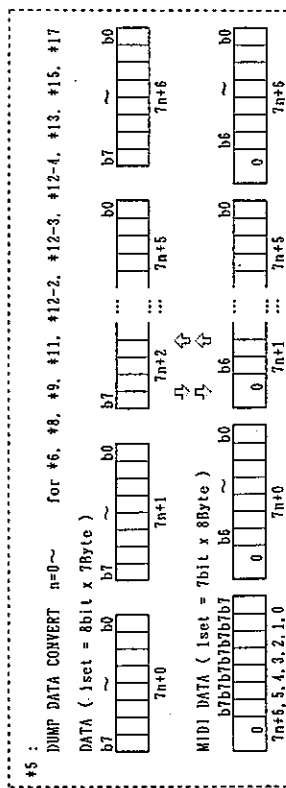 *5 :
DUMP DATA CONVERT n=0~ for *6, *8, *9, *11, *12-2, *12-3, *12-4, *13, *15, *17
DATA ( 1set = 8bit x 7Byte )
b7 ~ b0 b7 ~ b0 b7 ... b0 b7 ~ b0
7n+0 7n+1 7n+2 ... 7n+5 7n+6
MIDI DATA ( 1set = 7bit x 8Byte )
b7b7b7b7b7b7b7 b6 ~ b0 b6 ... b0 b6 ~ b0
0 0 0 0
7n+6, 5, 4, 3, 2, 1, 0 7n+0 7n+1 ... 7n+5 7n+6